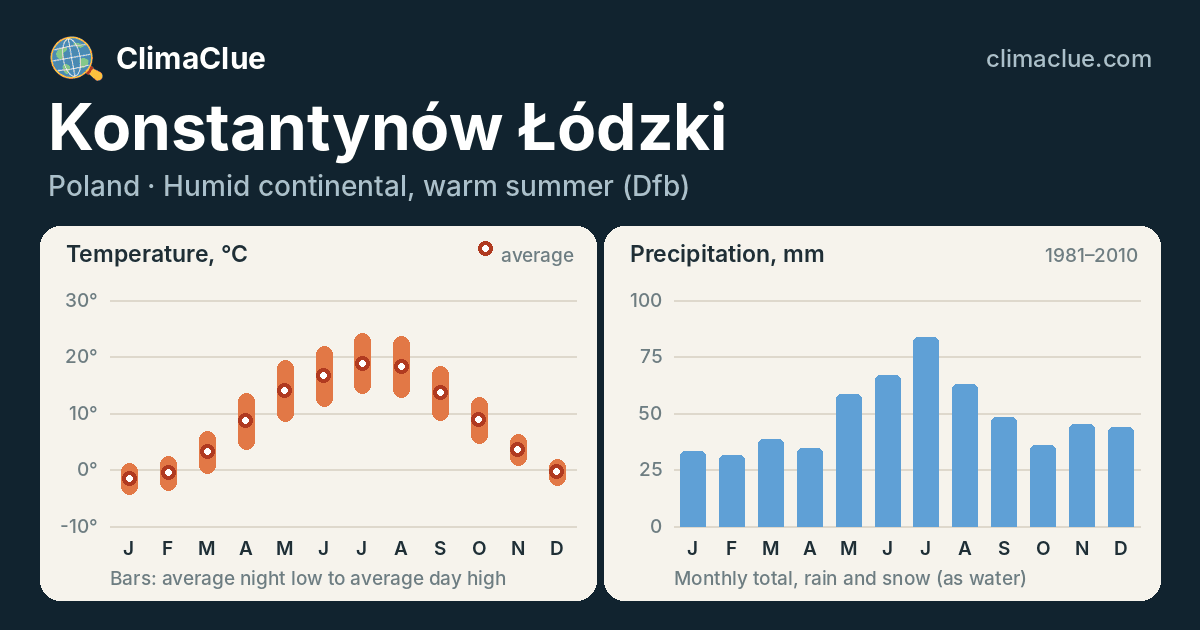 ClimaClue
climaclue.com
Konstantynów Łódzki
Poland · Humid continental, warm summer (Dfb)
Temperature, °C
average
30°
20°
10°
0°
-10°
J F M A M J J A S O N D
Bars: average night low to average day high
Precipitation, mm
1981–2010
100
75
50
25
0
J F M A M J J A S O N D
Monthly total, rain and snow (as water)